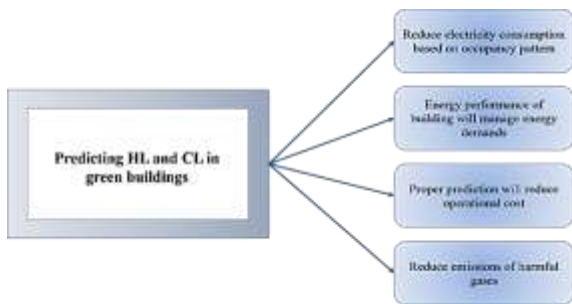 Predicting HL and CL in
green buildings
Reduce electricity consumption
based on occupancy pattern
Energy performance of
building will manage energy
demands
Proper prediction will reduce
operational cost
Reduce emissions of harmful
gases